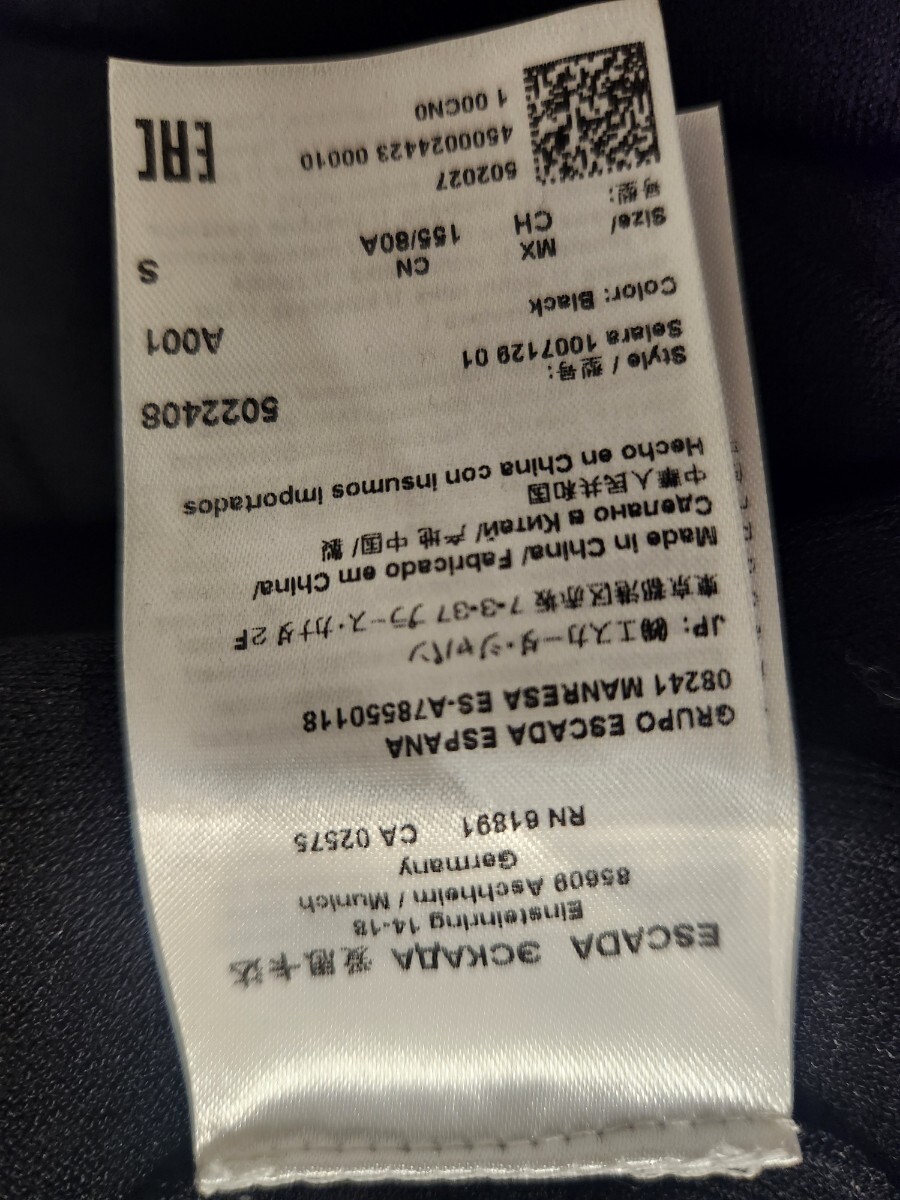 ESCADA ЭСКАДА 爱思卡达
Einsteinring 14-18
85609 Aschheim / Munich
Germany
RN 61891 CA 02575
GRUPO ESCADA ESPANA
08241 MANRESA ES-A78550118
JP: ㈱エスカーダ・ジャパン
東京都港区赤坂 7-3-37 プラース・カナダ 2F
Made in China/ Fabricado em China/
Сделано в Китай/ 产地 中国/ 製
中華人民共和国
Hecho en China con insumos importados
5022408
Style / 型号:
Selara 1007129 01
Color: Black A001
Size/ MX CN S
号型: CH 155/80A
502027
4500024423 00010
1 00CN0
EAC